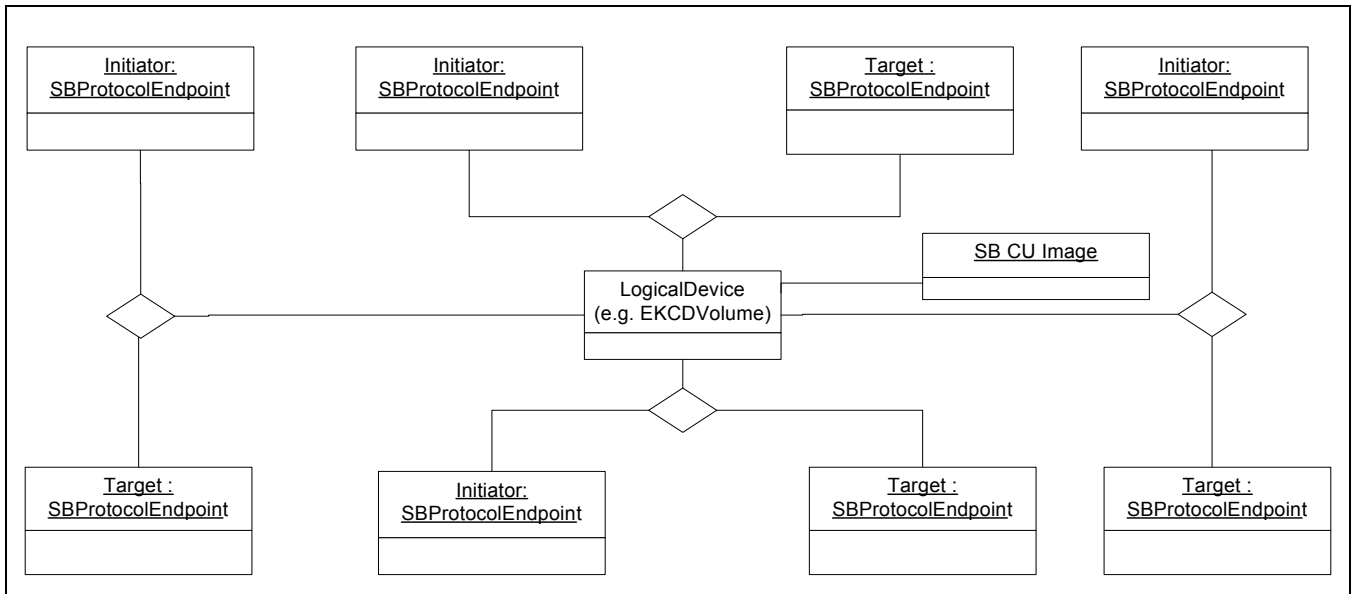 Initiator:
SBProtocolEndpoint
Initiator:
SBProtocolEndpoint
Target :
SBProtocolEndpoint
Initiator:
SBProtocolEndpoint
SB CU Image
LogicalDevice
(e.g. EKCDVolume)
Target :
SBProtocolEndpoint
Initiator:
SBProtocolEndpoint
Target :
SBProtocolEndpoint
Target :
SBProtocolEndpoint